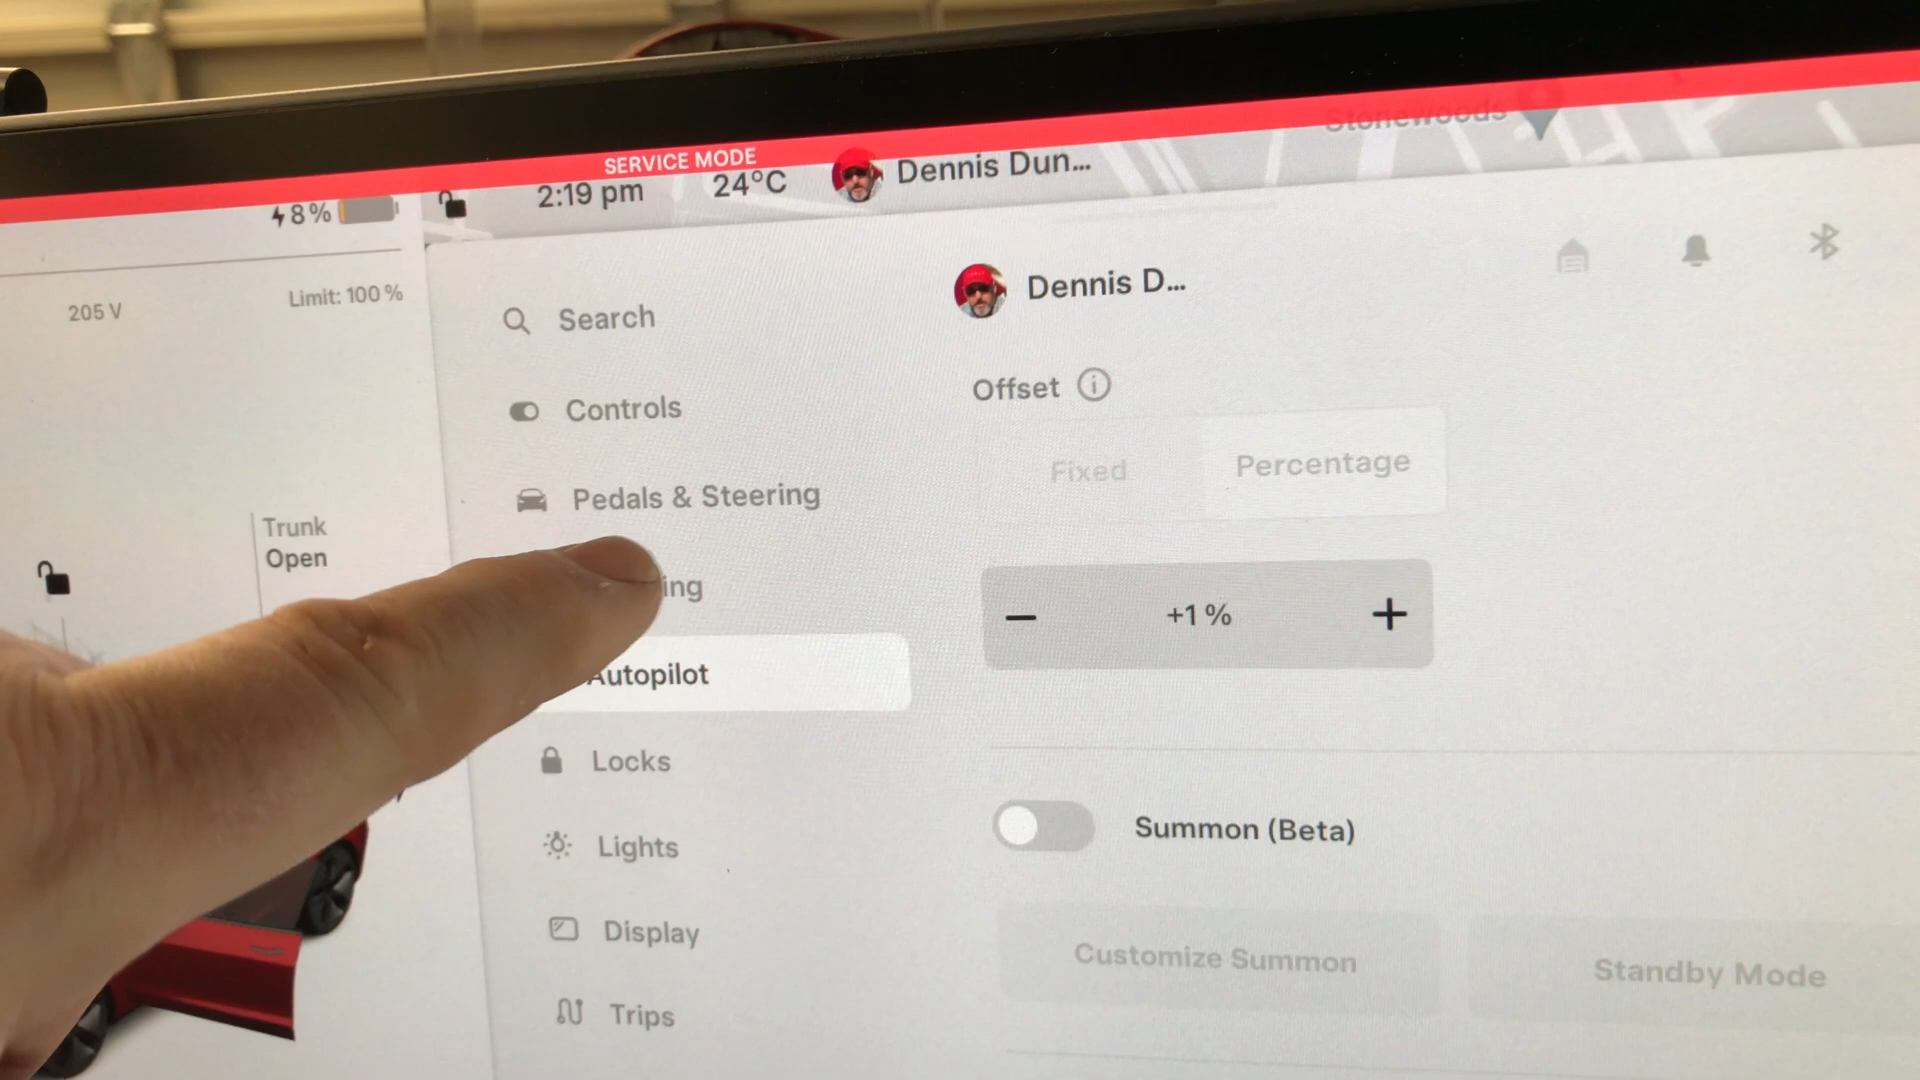 SERVICE MODE
8%
2:19 pm
24°C
Dennis Dun...
Stonewoods
205 V
Limit: 100 %
Search
Dennis D...
Controls
Offset
Fixed
Percentage
Pedals & Steering
Trunk
Open
ing
+1 %
Autopilot
Locks
Summon (Beta)
Lights
Display
Customize Summon
Standby Mode
Trips